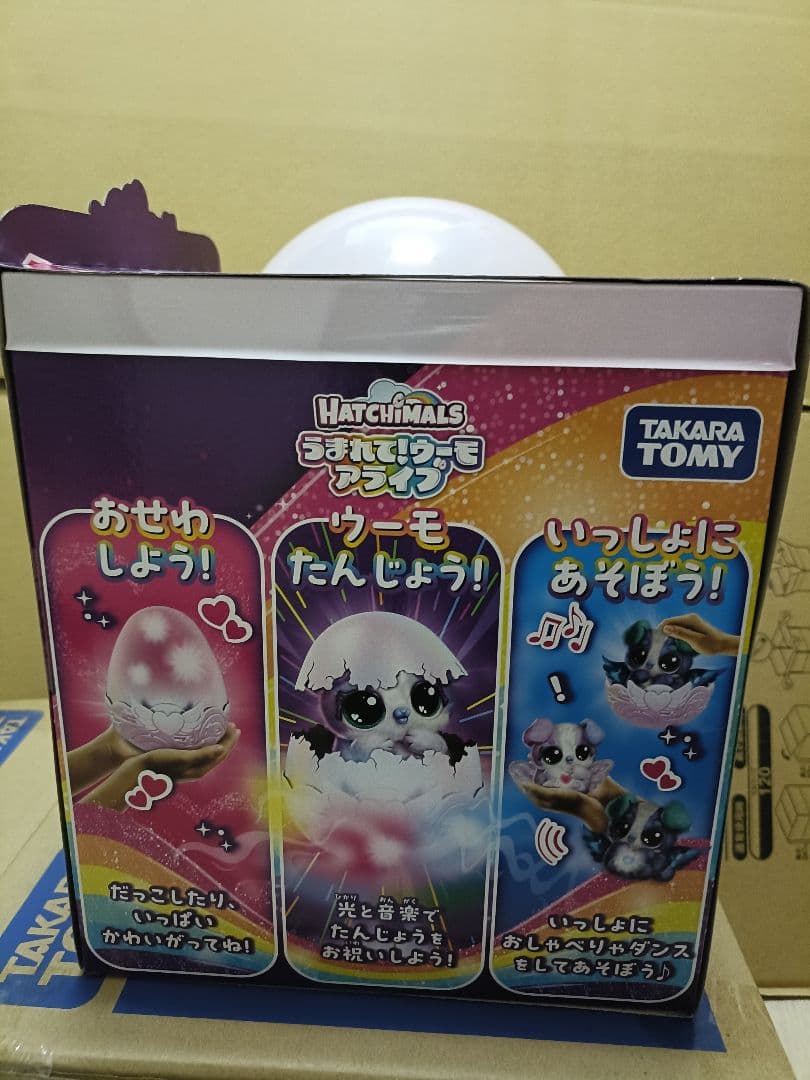 HATCHiMALS
うまれて!ウーモ
アライブ
TAKARA
TOMY
おせわ
しよう!
ウーモ
たんじょう!
いっしょに
あそぼう!
!
だっこしたり、
いっぱい
かわいがってね!
ひかり おん がく
光と音楽で
たんじょうを
いわ
お祝いしよう!
いっしょに
おしゃべりやダンス
をしてあそぼう♪
TAKAR
TO
120